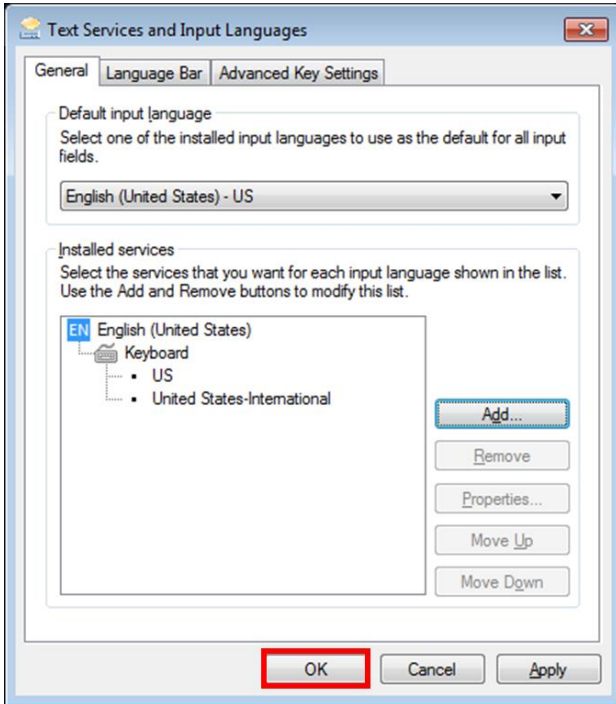 Text Services and Input Languages
General
Language Bar
Advanced Key Settings
Default input language
Select one of the installed input languages to use as the default for all input
fields.
English (United States) - US
Installed services
Select the services that you want for each input language shown in the list.
Use the Add and Remove buttons to modify this list.
EN English (United States)
Keyboard
US
United States-International
Add...
Remove
Properties...
Move Up
Move Down
OK
Cancel
Apply